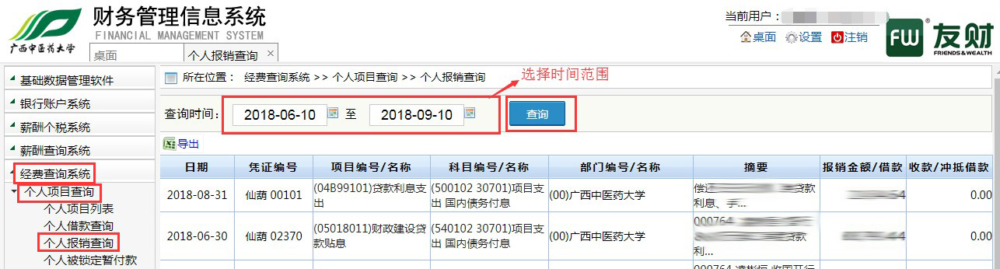 财务管理信息系统
FINANCIAL MANAGEMENT SYSTEM
广西中医药大学
桌面
个人报销查询
当前用户：
桌面 设置 注销
FW 友财
FRIENDS&WEALTH
基础数据管理软件
银行账户系统
薪酬个税系统
薪酬查询系统
经费查询系统
个人项目查询
个人项目列表
个人借款查询
个人报销查询
个人被锁定暂付款
所在位置： 经费查询系统 >> 个人项目查询 >> 个人报销查询
选择时间范围
查询时间: 2018-06-10 至 2018-09-10 查询
导出
日期 凭证编号 项目编号/名称 科目编号/名称 部门编号/名称 摘要 报销金额/借款 收款/冲抵借款
2018-08-31 仙葫 00101 (04B99101)贷款利息支出 (500102 30701)项目支出 国内债务付息 (00)广西中医药大学 贷款利息、手... 0.00
2018-06-30 仙葫 02370 (05018011)财政建设贷款贴息 (540102 30701)项目支出 国内债务付息 (00)广西中医药大学 000764 贷款利... 0.00